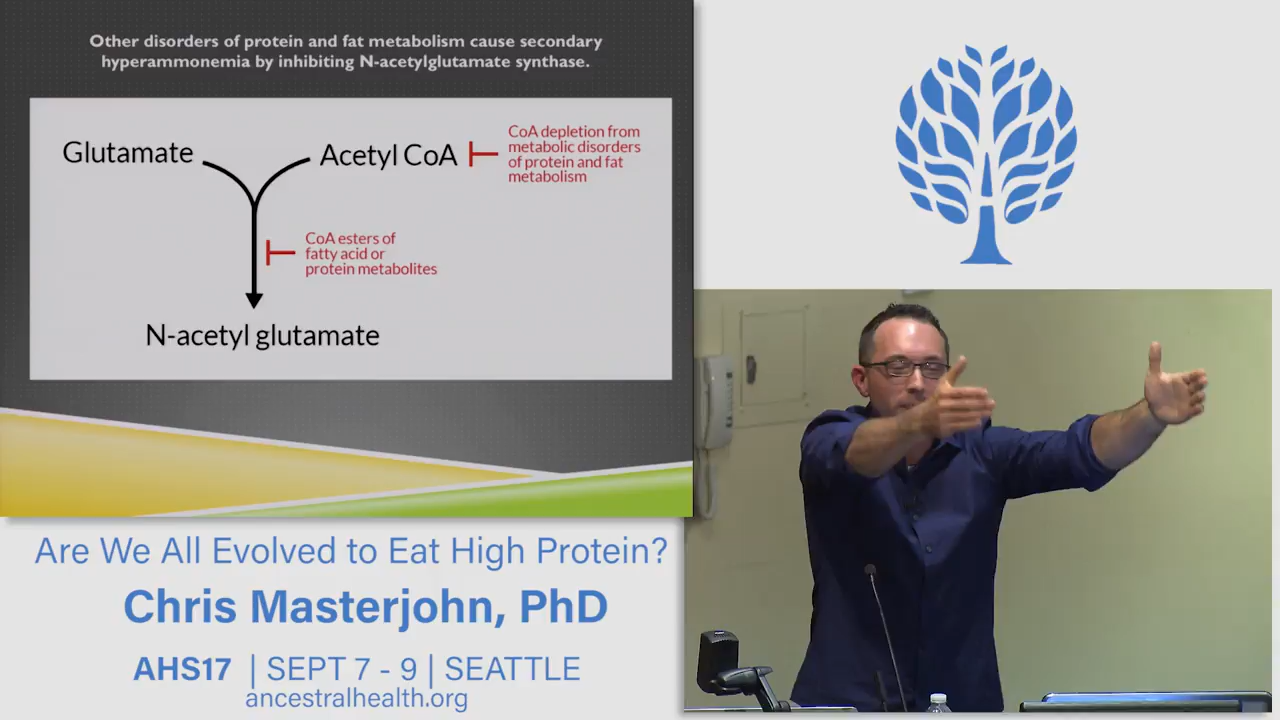 Other disorders of protein and fat metabolism cause secondary
hyperammonemia by inhibiting N-acetylglutamate synthase.
Glutamate
Acetyl CoA
CoA depletion from
metabolic disorders
of protein and fat
metabolism
CoA esters of
fatty acid or
protein metabolites
N-acetyl glutamate
Are We All Evolved to Eat High Protein?
Chris Masterjohn, PhD
AHS17 | SEPT 7 - 9 | SEATTLE
ancestralhealth.org